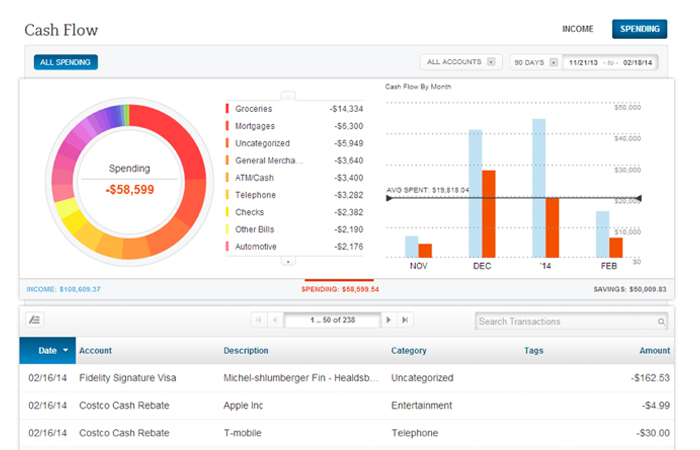 Cash Flow
INCOME
SPENDING
ALL SPENDING
ALL ACCOUNTS
90 DAYS
11/21/13 - to - 02/18/14
Spending
-$58,599
Groceries -$14,334
Mortgages -$6,300
Uncategorized -$5,949
General Mercha... -$3,640
ATM/Cash -$3,400
Telephone -$3,282
Checks -$2,382
Other Bills -$2,190
Automotive -$2,176
Cash Flow By Month
$50,000
$40,000
$30,000
AVG SPENT: $19,818.04
$20,000
$10,000
$0
NOV DEC '14 FEB
INCOME: $108,609.37 SPENDING: $58,599.54 SAVINGS: $50,009.83
1 .. 50 of 238
Search Transactions
Date Account Description Category Tags Amount
02/16/14 Fidelity Signature Visa Michel-shlumberger Fin - Healdsb... Uncategorized -$162.53
02/16/14 Costco Cash Rebate Apple Inc Entertainment -$4.99
02/16/14 Costco Cash Rebate T-mobile Telephone -$30.00